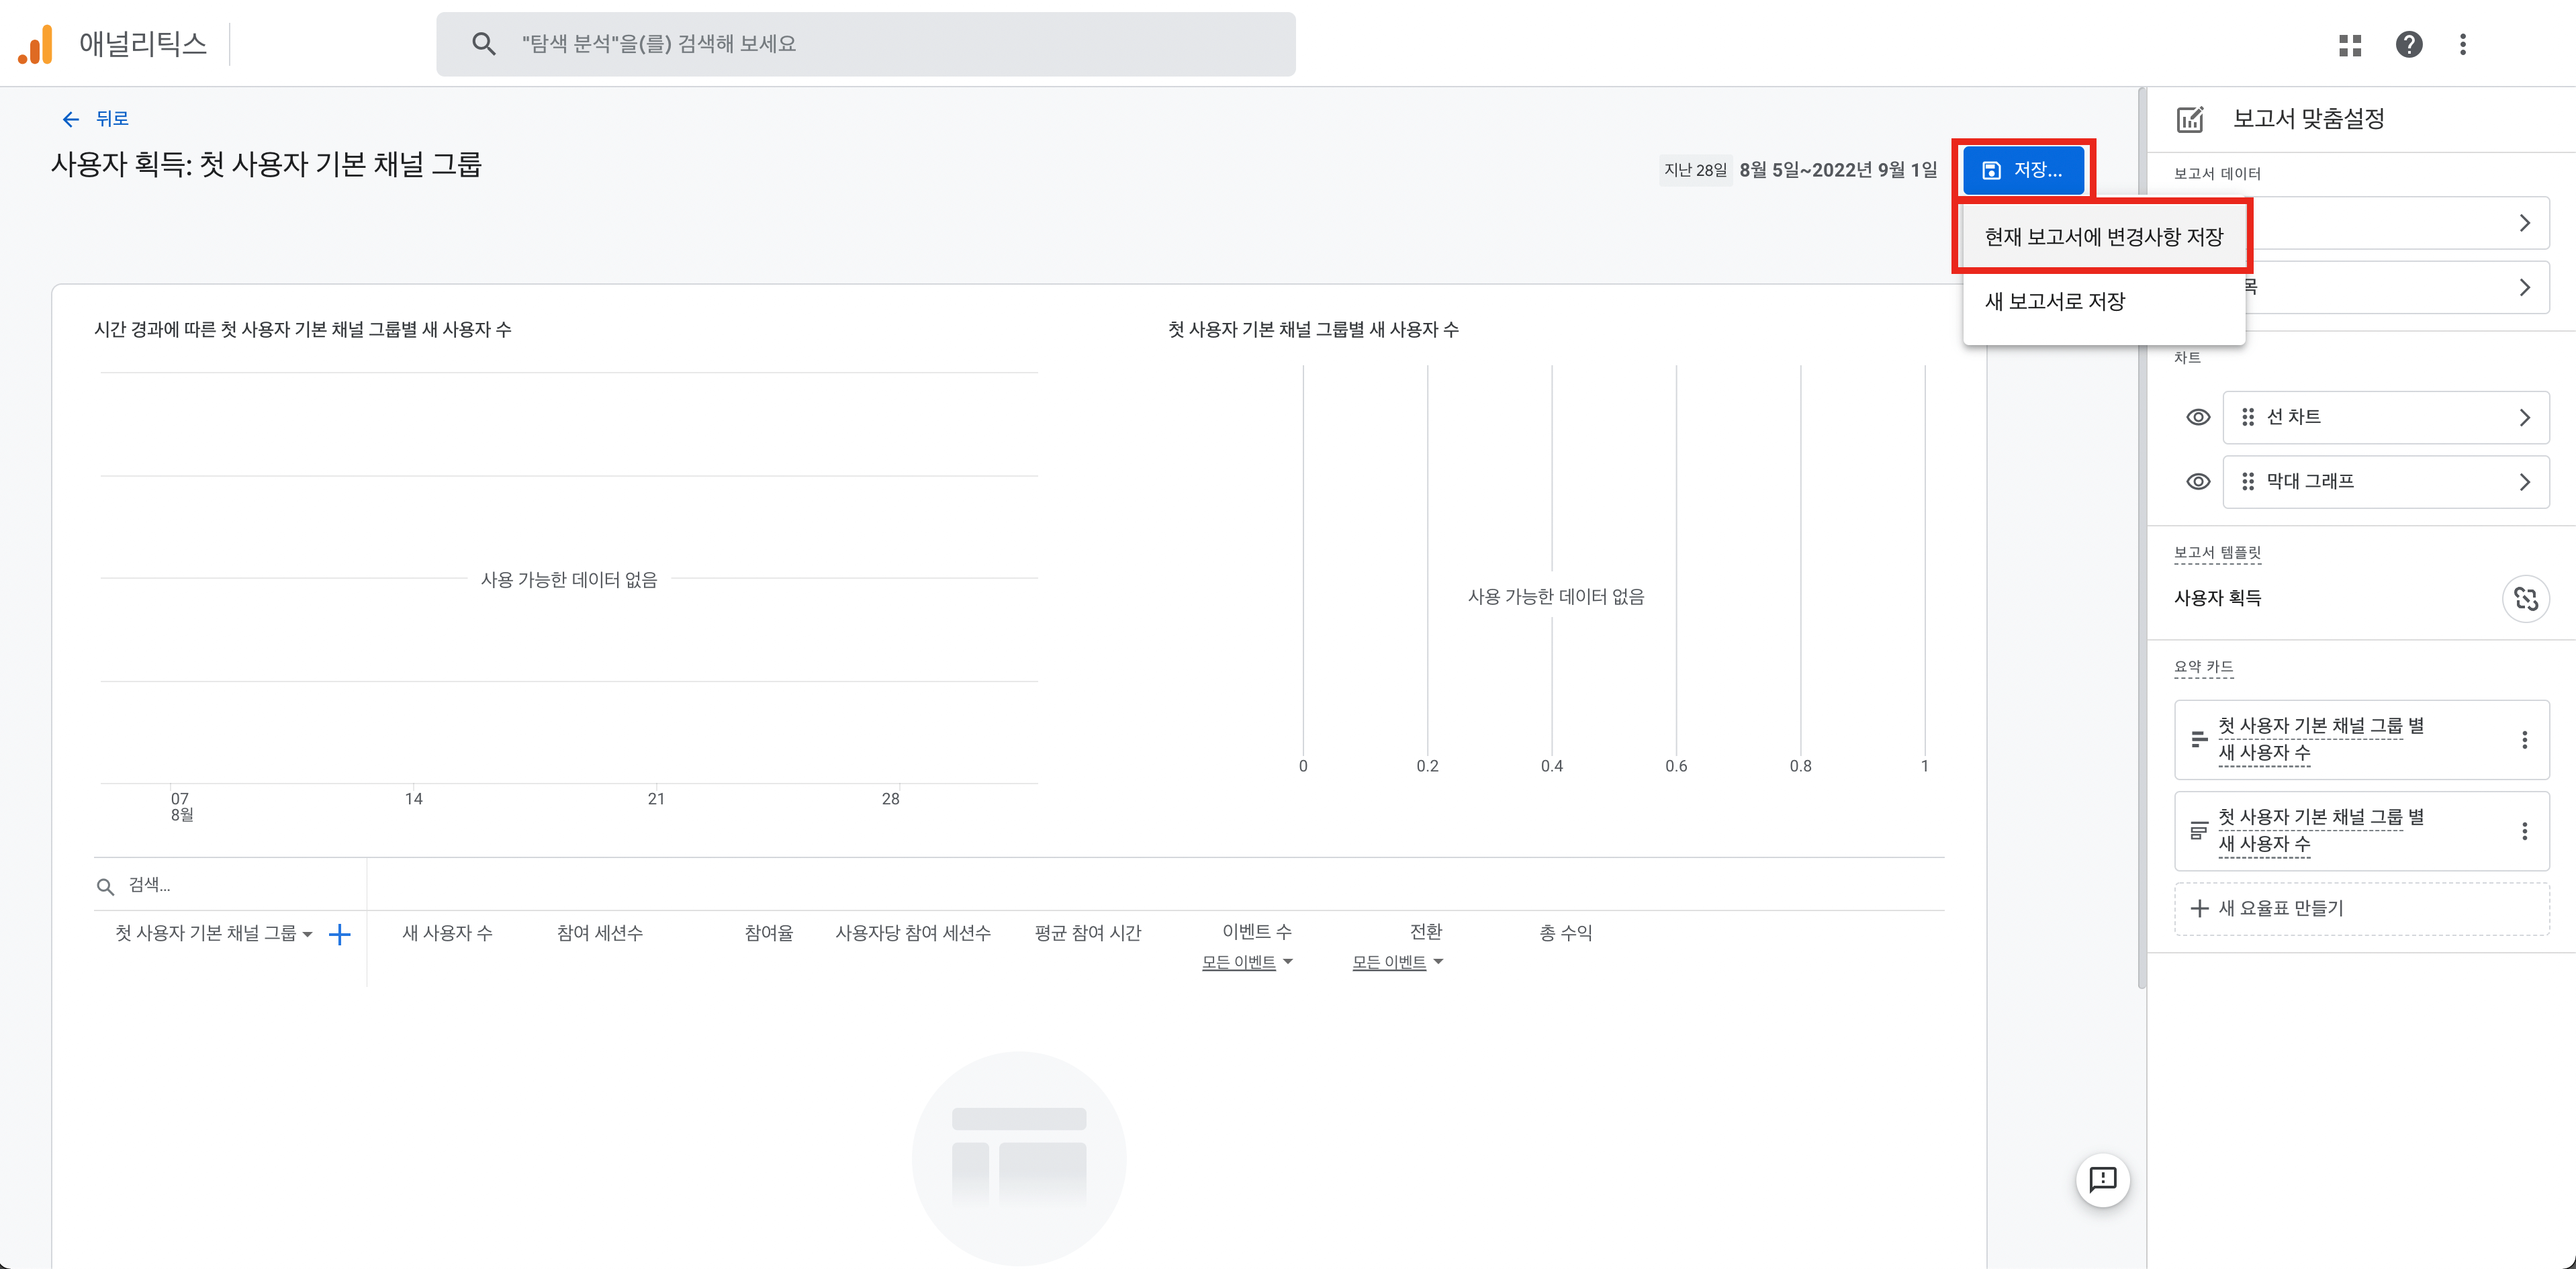 애널리틱스
"탐색 분석"을(를) 검색해 보세요
뒤로
사용자 획득: 첫 사용자 기본 채널 그룹
지난 28일 8월 5일~2022년 9월 1일
저장...
현재 보고서에 변경사항 저장
새 보고서로 저장
시간 경과에 따른 첫 사용자 기본 채널 그룹별 새 사용자 수
사용 가능한 데이터 없음
07 14 21 28
8월
첫 사용자 기본 채널 그룹별 새 사용자 수
사용 가능한 데이터 없음
0 0.2 0.4 0.6 0.8 1
검색...
첫 사용자 기본 채널 그룹 새 사용자 수 참여 세션수 참여율 사용자당 참여 세션수 평균 참여 시간 이벤트 수 전환 총 수익
모든 이벤트 모든 이벤트
보고서 맞춤설정
보고서 데이터
목
차트
선 차트
막대 그래프
보고서 템플릿
사용자 획득
요약 카드
첫 사용자 기본 채널 그룹 별
새 사용자 수
첫 사용자 기본 채널 그룹 별
새 사용자 수
새 요율표 만들기